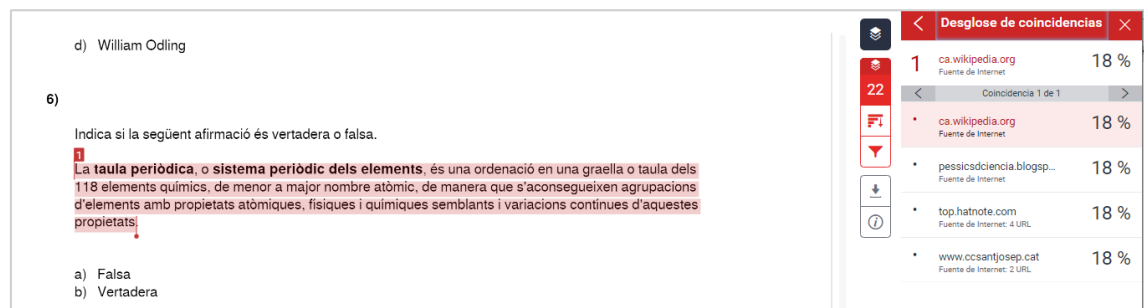 d) William Odling
6)
Indica si la següent afirmació és vertadera o falsa.
1
La taula periòdica, o sistema periòdic dels elements, és una ordenació en una graella o taula dels
118 elements químics, de menor a major nombre atòmic, de manera que s'aconsegueixen agrupacions
d'elements amb propietats atòmiques, físiques i químiques semblants i variacions contínues d'aquestes
propietats.
a) Falsa
b) Vertadera
22
Desglose de coincidencias
1 ca.wikipedia.org 18 %
Fuente de Internet
Coincidencia 1 de 1
ca.wikipedia.org 18 %
Fuente de Internet
pessicsdciencia.blogsp... 18 %
Fuente de Internet
top.hatnote.com 18 %
Fuente de Internet: 4 URL
www.ccsantjosep.cat 18 %
Fuente de Internet: 2 URL